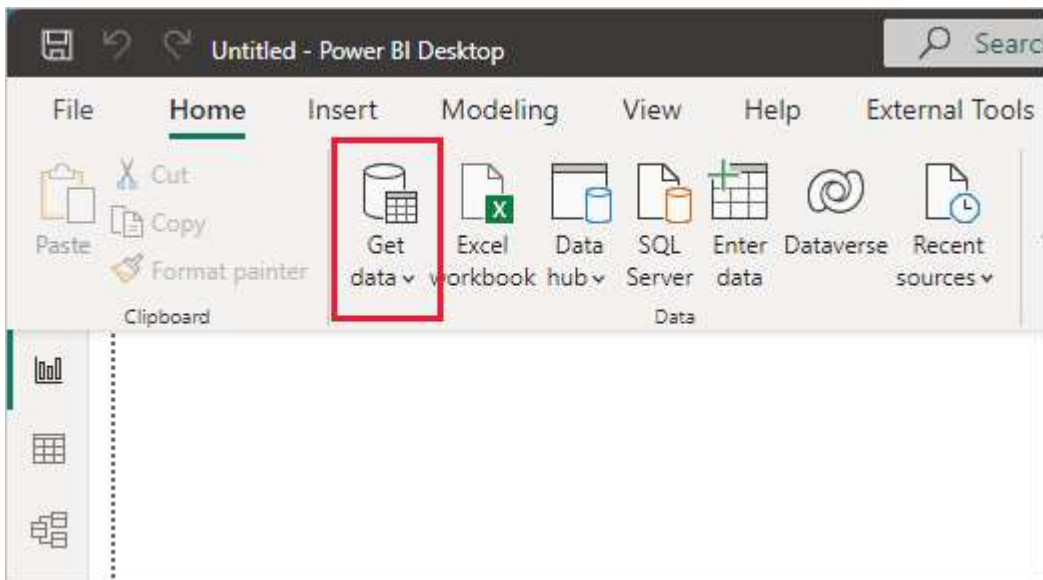 Untitled - Power BI Desktop
Searc
File Home Insert Modeling View Help External Tools
Paste
Cut
Copy
Format painter
Clipboard
Get
data
Excel
workbook
Data
hub
SQL
Server
Enter
data
Dataverse
Recent
sources
Data